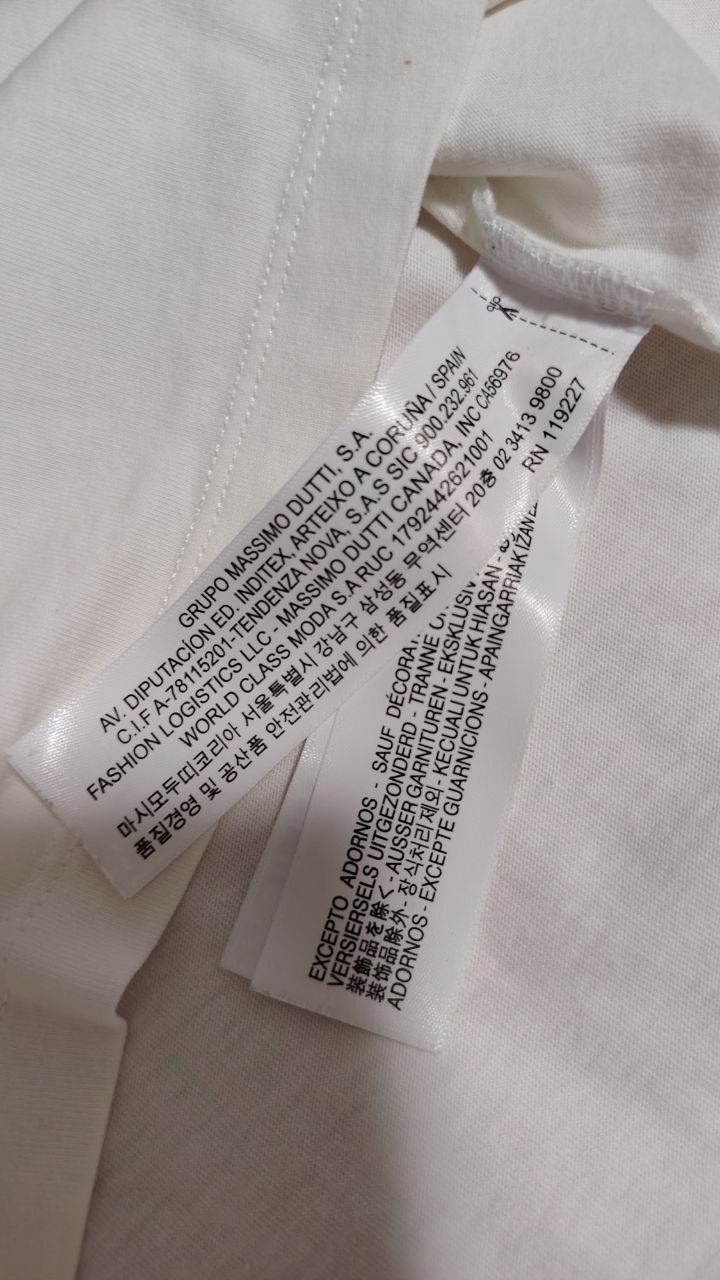 GRUPO MASSIMO DUTTI, S.A.
AV. DIPUTACÍON ED. INDITEX, ARTEIXO A CORUÑA / SPAIN
C.I.F A-78115201-TENDENZA NOVA, S.A.S SIC 900.232.961
FASHION LOGISTICS LLC - MASSIMO DUTTI CANADA, INC CA56976
WORLD CLASS MODA S.A RUC 1792442621001
마시모두띠코리아 서울특별시 강남구 삼성동 무역센터 20층 02 3413 9800
품질경영 및 공산품 안전관리법에 의한 품질표시
RN 119227
EXCEPTO ADORNOS - SAUF DÉCORAT
VERSIERSELS UITGEZONDERD - TRANNE
装飾品を除く - AUSSER GARNITUREN - EKSKLUSIV
装饰品除外 - 장식처리제외 - KECUALI UNTUK HIASAN -
ADORNOS - EXCEPTE GUARNICIONS - APAINGARRIAK IZAN